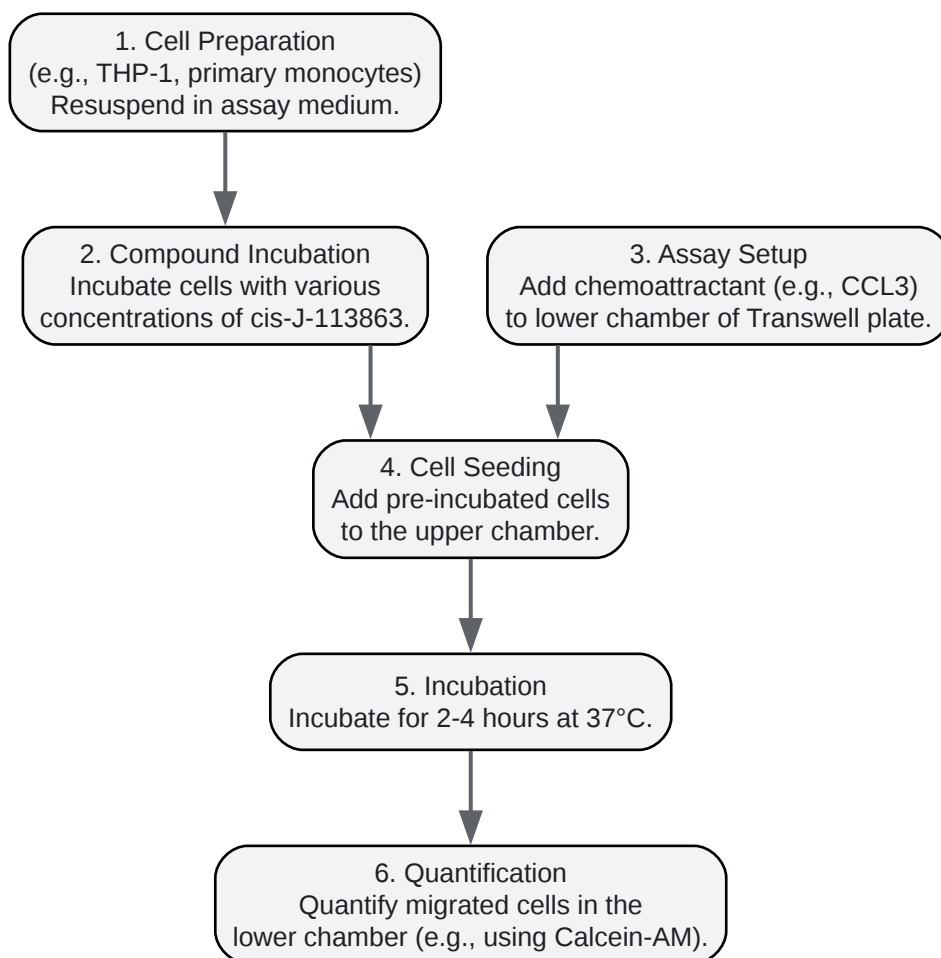 1. Cell Preparation
(e.g., THP-1, primary monocytes)
Resuspend in assay medium.
2. Compound Incubation
Incubate cells with various
concentrations of cis-J-113863.
3. Assay Setup
Add chemoattractant (e.g., CCL3)
to lower chamber of Transwell plate.
4. Cell Seeding
Add pre-incubated cells
to the upper chamber.
5. Incubation
Incubate for 2-4 hours at 37°C.
6. Quantification
Quantify migrated cells in the
lower chamber (e.g., using Calcein-AM).